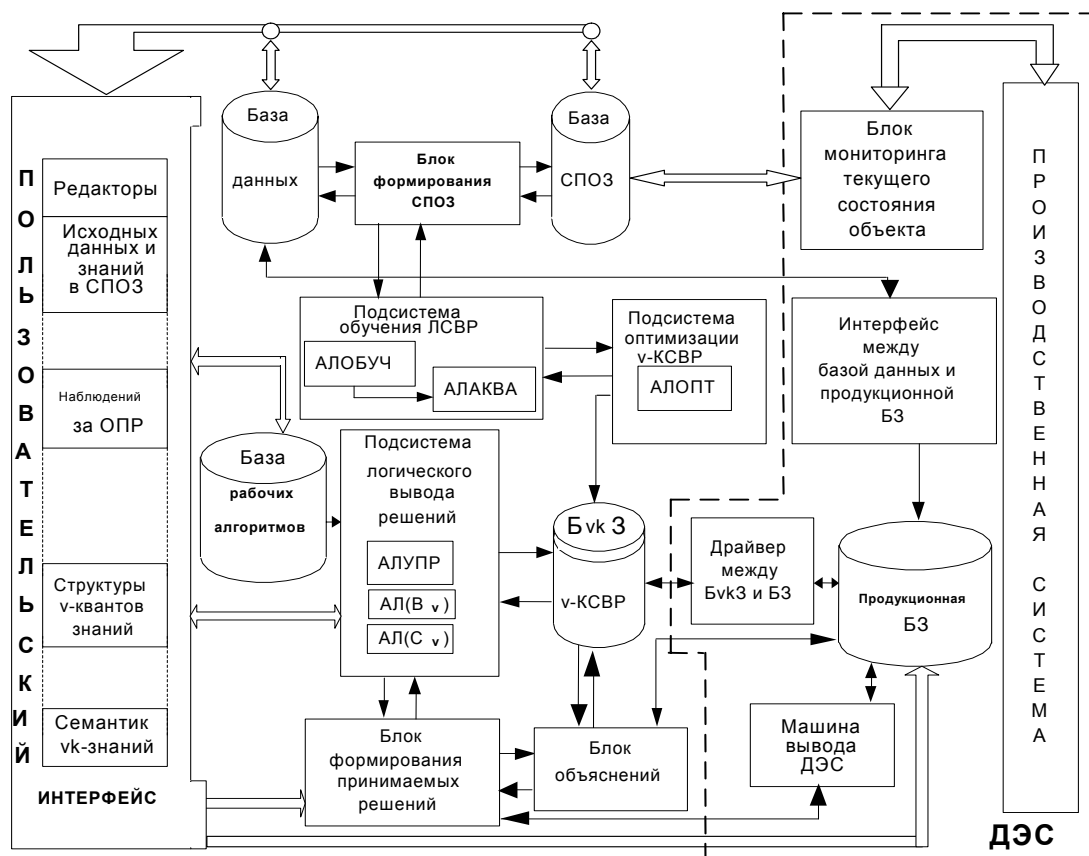 ПОЛЬЗОВАТЕЛЬСКИЙ
ИНТЕРФЕЙС
Редакторы
Исходных
данных и
знаний
в СПОЗ
Наблюдений
за ОПР
Структуры
v-квантов
знаний
Семантик
vk-знаний
База
данных
Блок
формирования
СПОЗ
База
СПОЗ
Блок
мониторинга
текущего
состояния
объекта
Подсистема
обучения ЛСВР
АЛОБУЧ
АЛАКВА
Подсистема
оптимизации
v-КСВР
АЛОПТ
Интерфейс
между
базой данных и
продукционной
БЗ
База
рабочих
алгоритмов
Подсистема
логического
вывода
решений
АЛУПР
АЛ(В v)
АЛ(С v)
Бvk З
v-КСВР
Драйвер
между
БvkЗ и БЗ
Продукционная
БЗ
Блок
формирования
принимаемых
решений
Блок
объяснений
Машина
вывода
ДЭС
ПРОИЗВОДСТВЕННАЯ СИСТЕМА
ДЭС